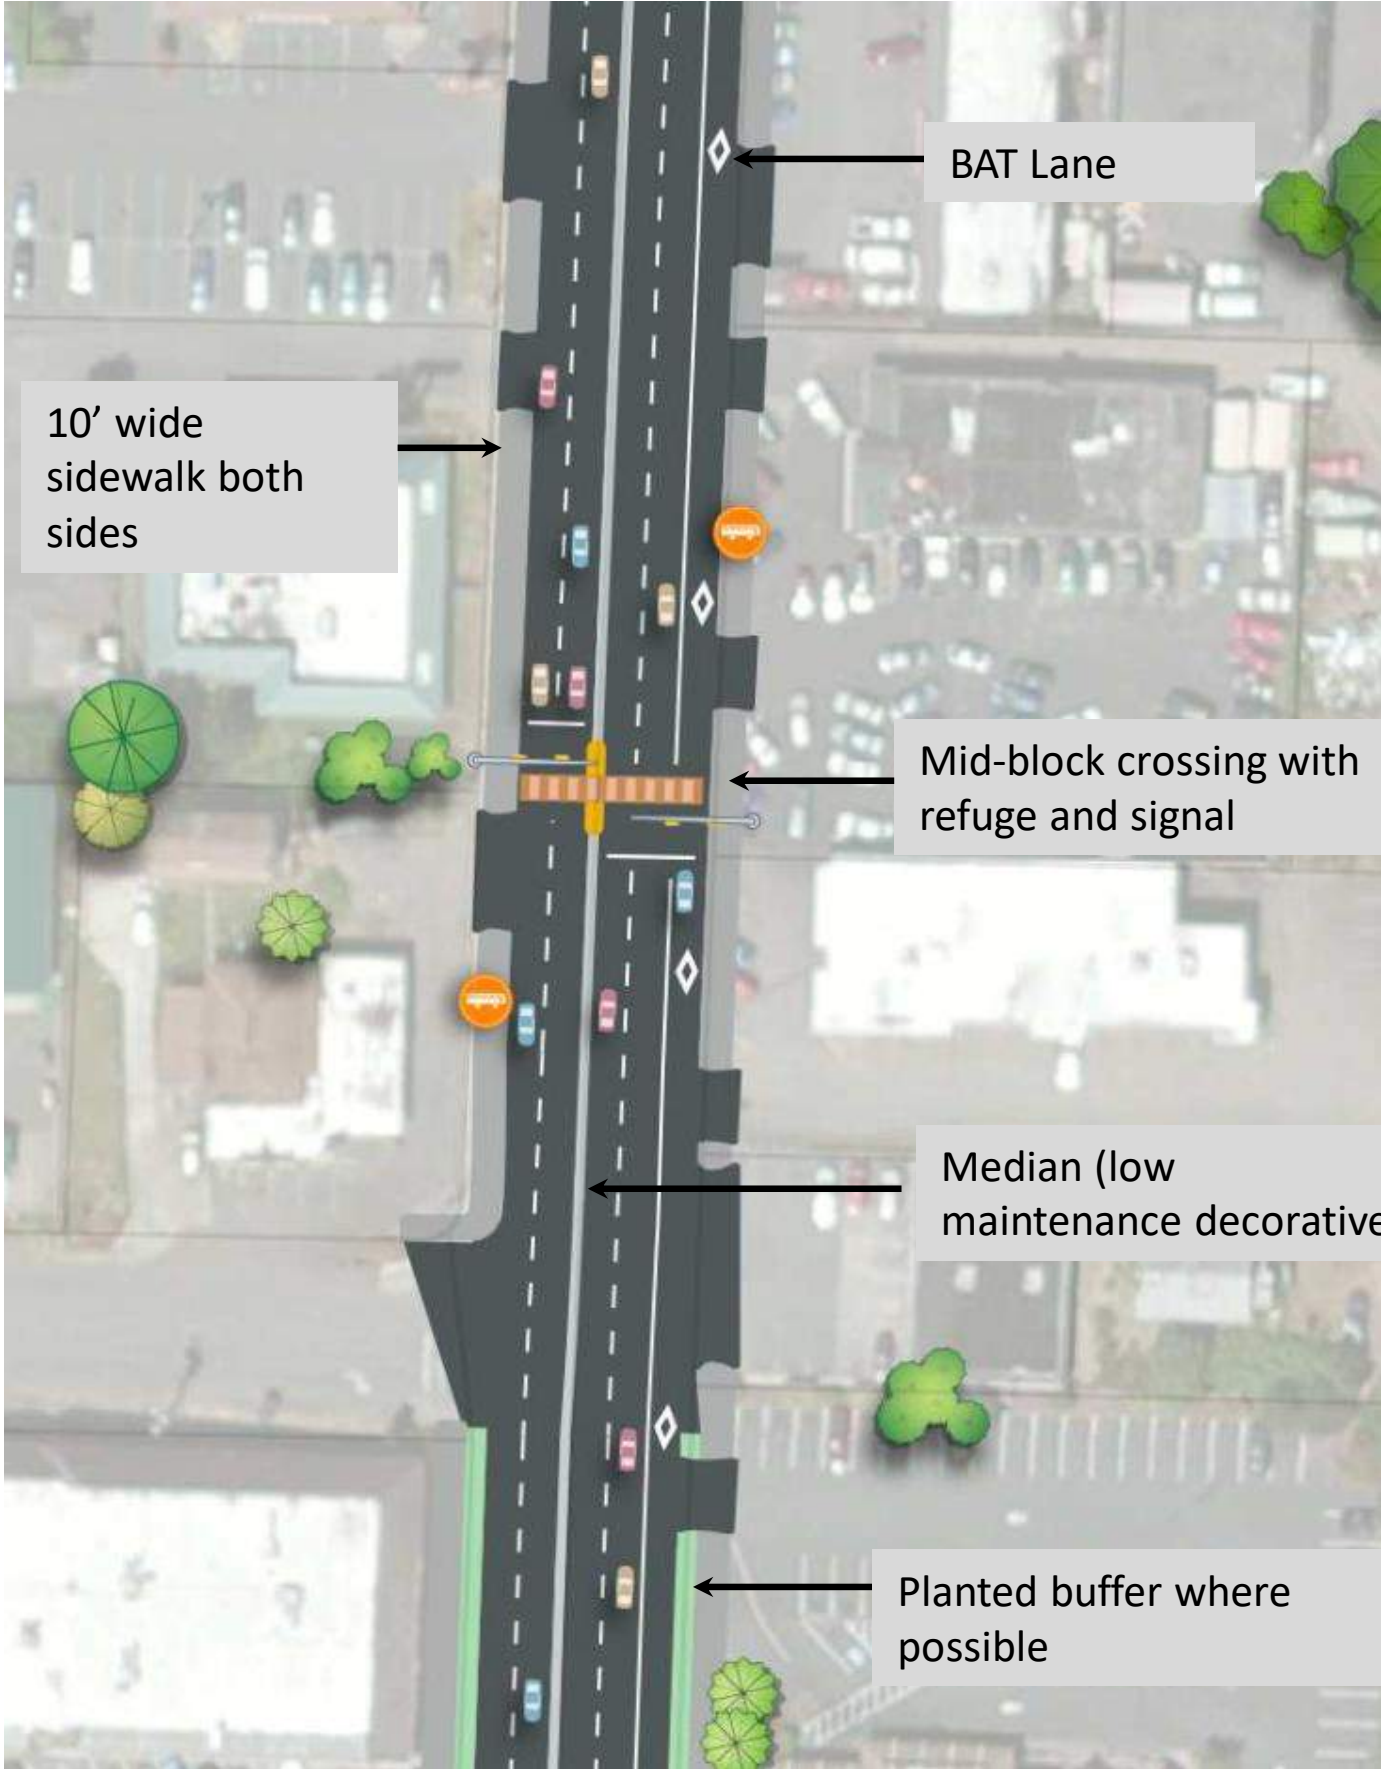 BAT Lane
10’ wide
sidewalk both
sides
Mid-block crossing with
refuge and signal
Median (low
maintenance decorative
Planted buffer where
possible